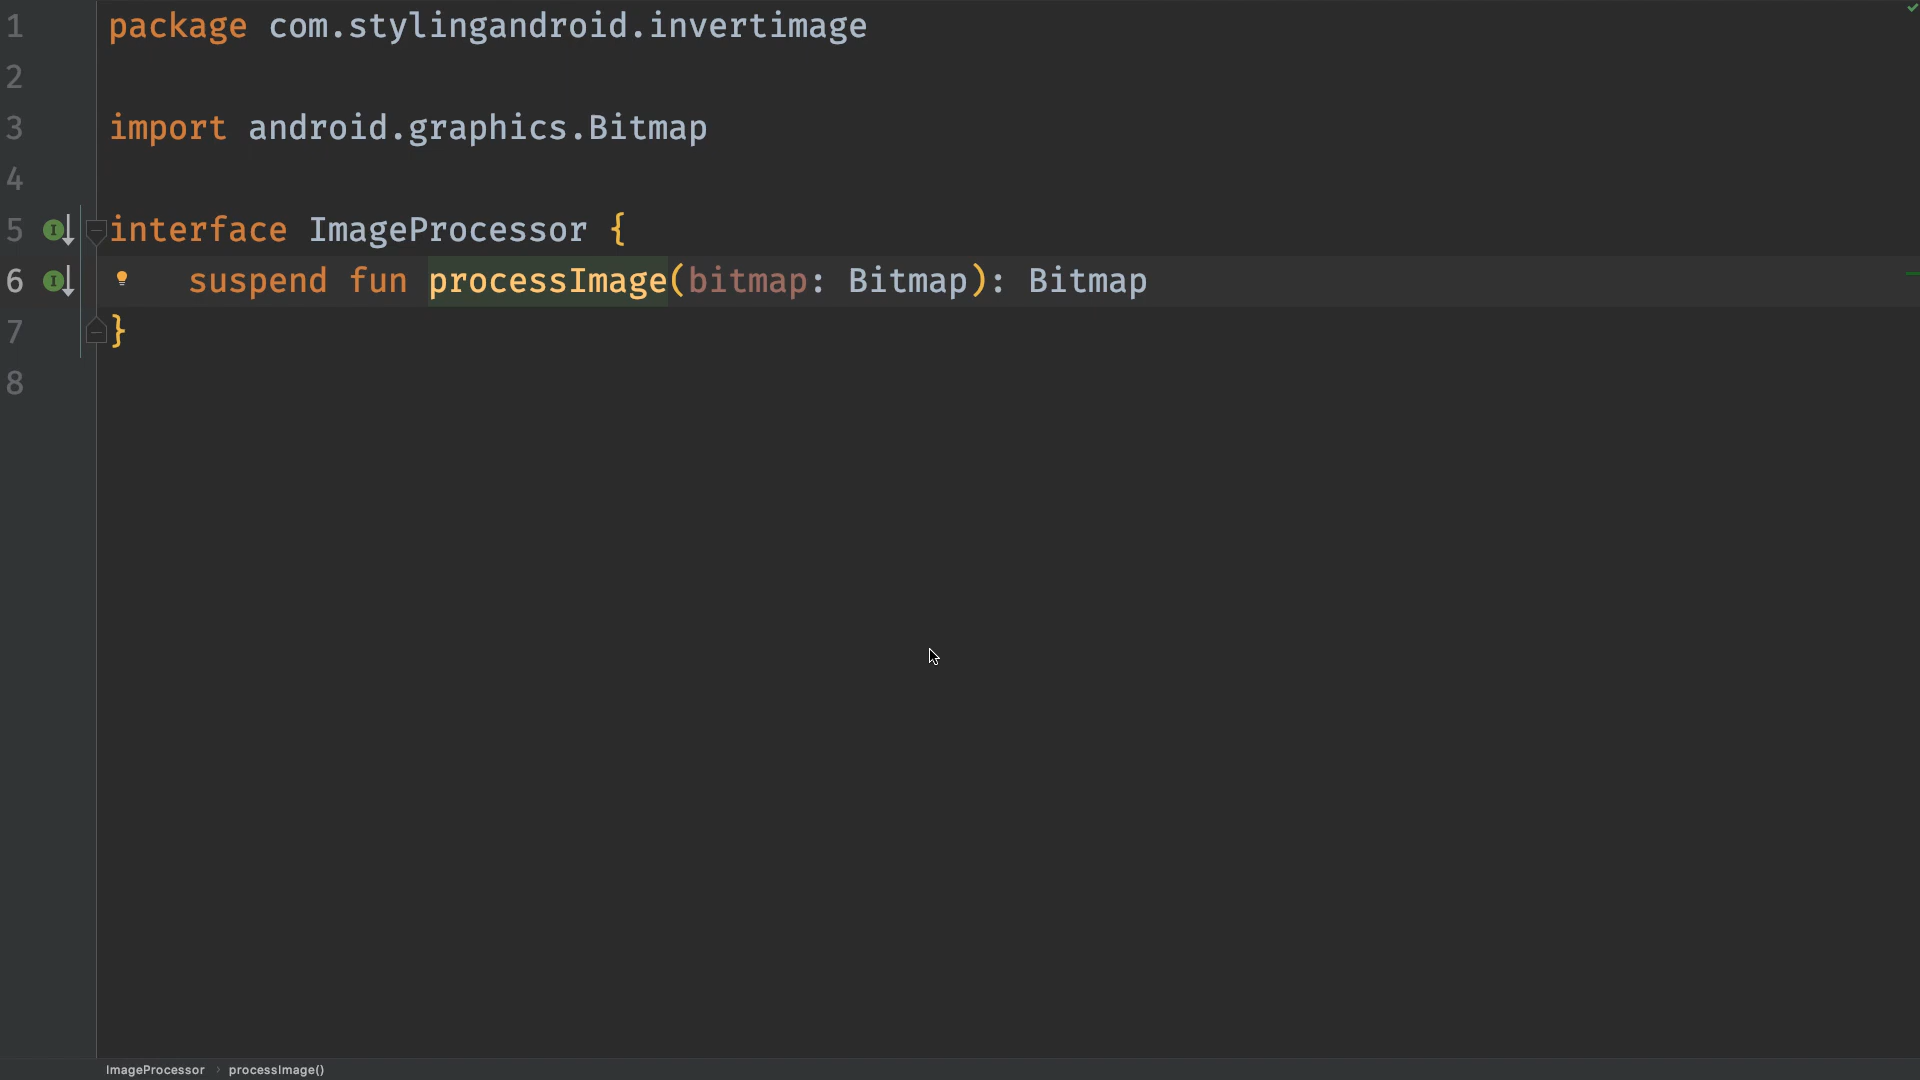 1 package com.stylingandroid.invertimage
2
3 import android.graphics.Bitmap
4
5 interface ImageProcessor {
6 suspend fun processImage(bitmap: Bitmap): Bitmap
7 }
8
ImageProcessor › processImage()